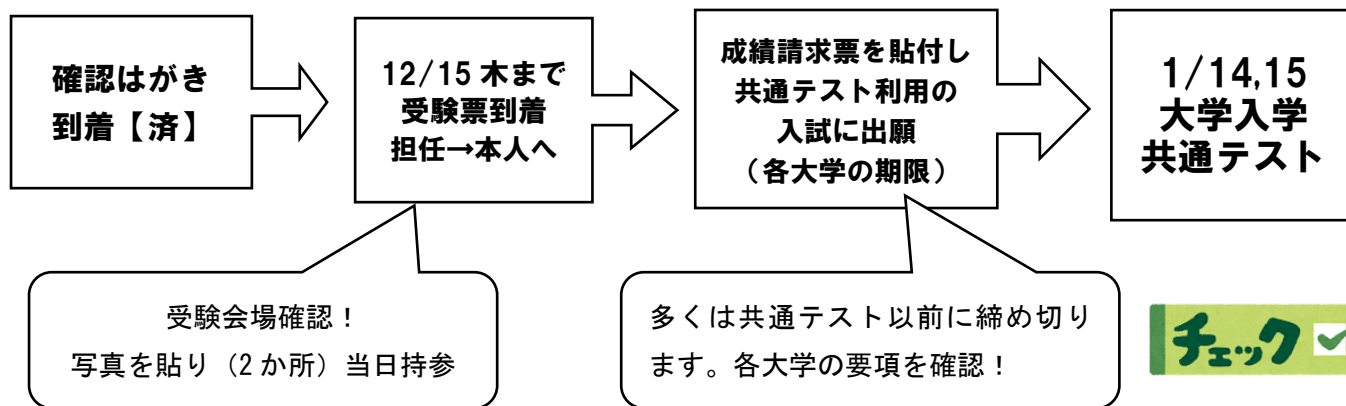 確認はがき
到着【済】
12/15 木まで
受験票到着
担任→本人へ
成績請求票を貼付し
共通テスト利用の
入試に出願
（各大学の期限）
1/14,15
大学入学
共通テスト
受験会場確認！
写真を貼り（2か所）当日持参
多くは共通テスト以前に締め切り
ます。各大学の要項を確認！
チェック